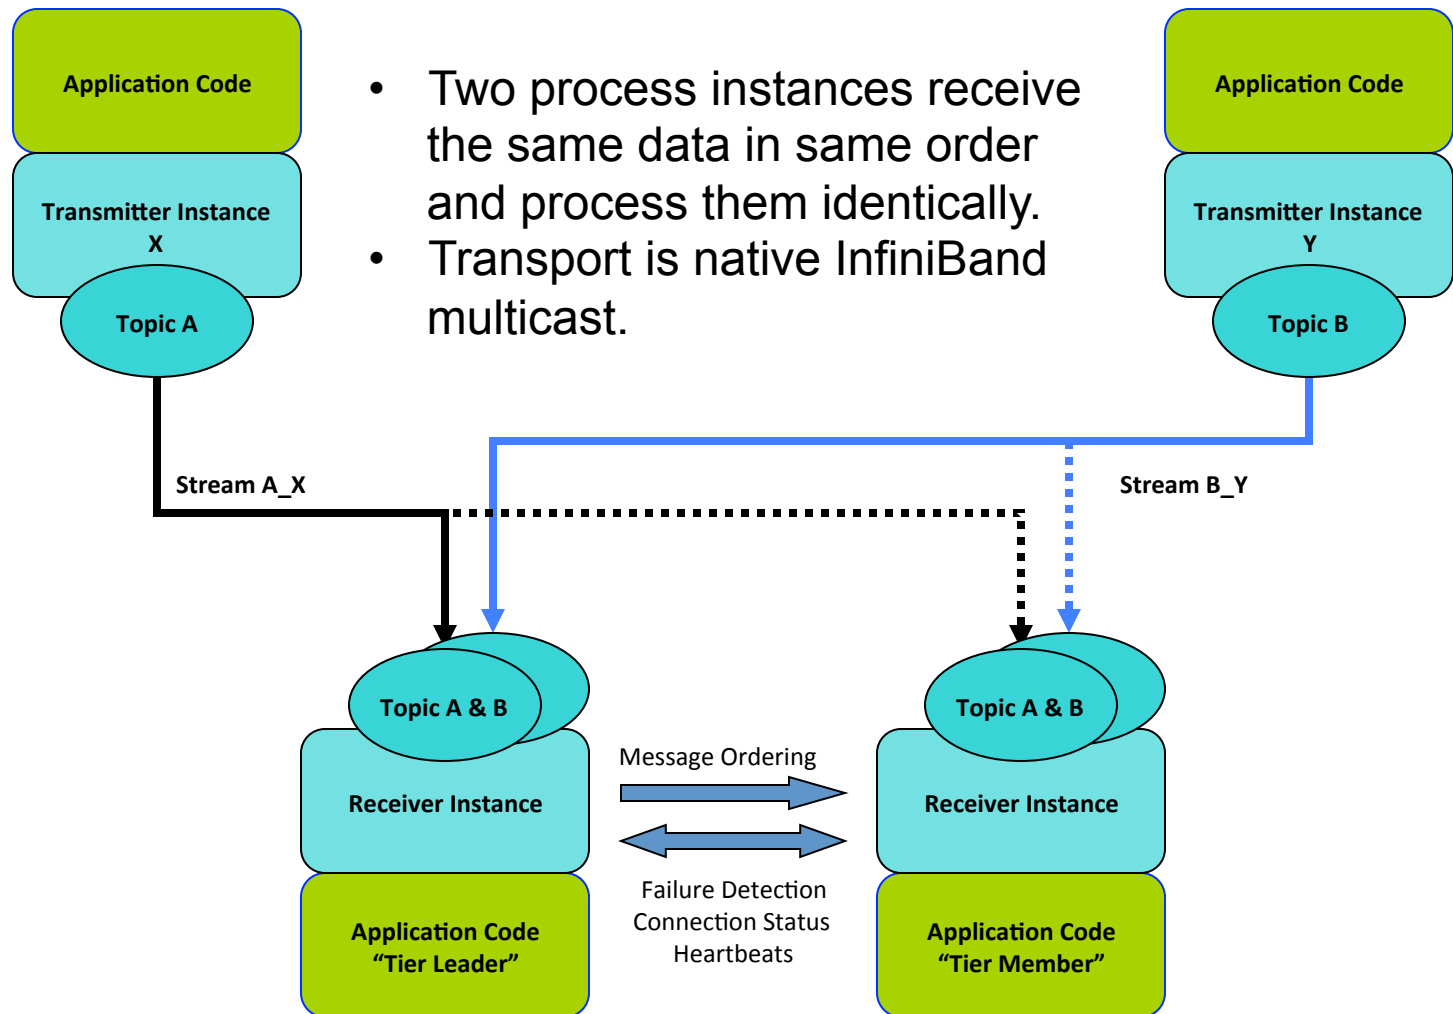 Application Code
Transmitter Instance
X
Topic A
• Two process instances receive
the same data in same order
and process them identically.
• Transport is native InfiniBand
multicast.
Application Code
Transmitter Instance
Y
Topic B
Stream A_X
Stream B_Y
Topic A & B
Receiver Instance
Application Code
“Tier Leader”
Message Ordering
Failure Detection
Connection Status
Heartbeats
Topic A & B
Receiver Instance
Application Code
“Tier Member”